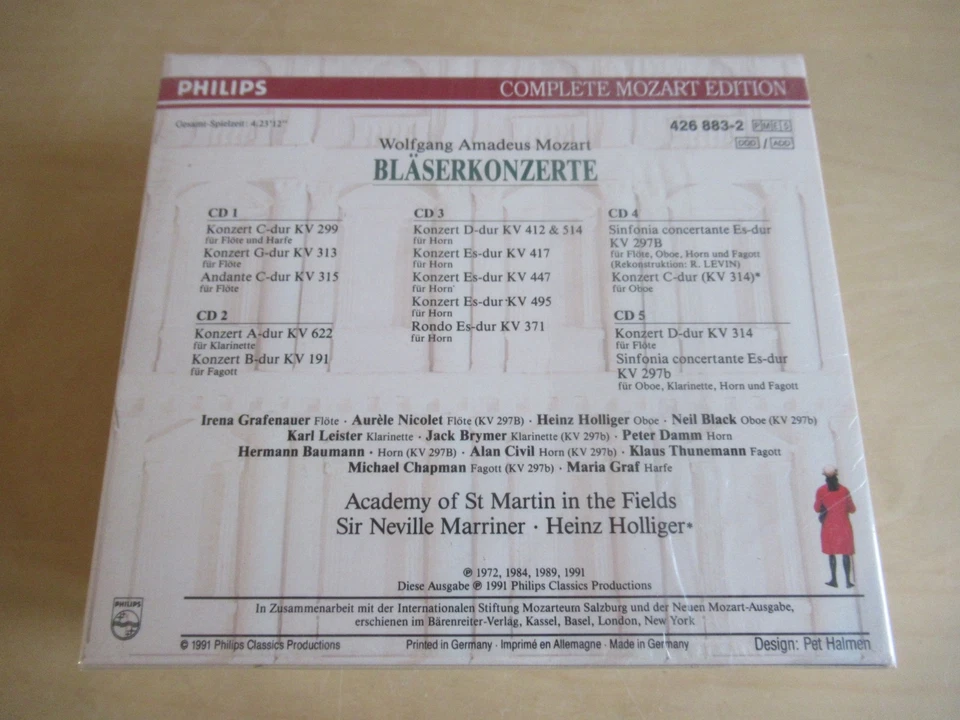 PHILIPS COMPLETE MOZART EDITION
Gesamt-Spielzeit: 4:23'12"
426 883-2 PM ES
DDD / ADD
Wolfgang Amadeus Mozart
BLÄSERKONZERTE
CD 1
Konzert C-dur KV 299
für Flöte und Harfe
Konzert G-dur KV 313
für Flöte
Andante C-dur KV 315
für Flöte
CD 2
Konzert A-dur KV 622
für Klarinette
Konzert B-dur KV 191
für Fagott
CD 3
Konzert D-dur KV 412 & 514
für Horn
Konzert Es-dur KV 417
für Horn
Konzert Es-dur KV 447
für Horn
Konzert Es-dur KV 495
für Horn
Rondo Es-dur KV 371
für Horn
CD 4
Sinfonia concertante Es-dur
KV 297B
für Flöte, Oboe, Horn und Fagott
(Rekonstruktion: R. LEVIN)
Konzert C-dur (KV 314)*
für Oboe
CD 5
Konzert D-dur KV 314
für Flöte
Sinfonia concertante Es-dur
KV 297b
für Oboe, Klarinette, Horn und Fagott
Irena Grafenauer Flöte · Aurèle Nicolet Flöte (KV 297B) · Heinz Holliger Oboe · Neil Black Oboe (KV 297b)
Karl Leister Klarinette · Jack Brymer Klarinette (KV 297b) · Peter Damm Horn
Hermann Baumann · Horn (KV 297B) · Alan Civil Horn (KV 297b) · Klaus Thunemann Fagott
Michael Chapman Fagott (KV 297b) · Maria Graf Harfe
Academy of St Martin in the Fields
Sir Neville Marriner · Heinz Holliger*
℗ 1972, 1984, 1989, 1991
Diese Ausgabe ℗ 1991 Philips Classics Productions
PHILIPS
In Zusammenarbeit mit der Internationalen Stiftung Mozarteum Salzburg und der Neuen Mozart-Ausgabe,
erschienen im Bärenreiter-Verlag, Kassel, Basel, London, New York
© 1991 Philips Classics Productions Printed in Germany · Imprimé en Allemagne · Made in Germany Design: Pet Halmen